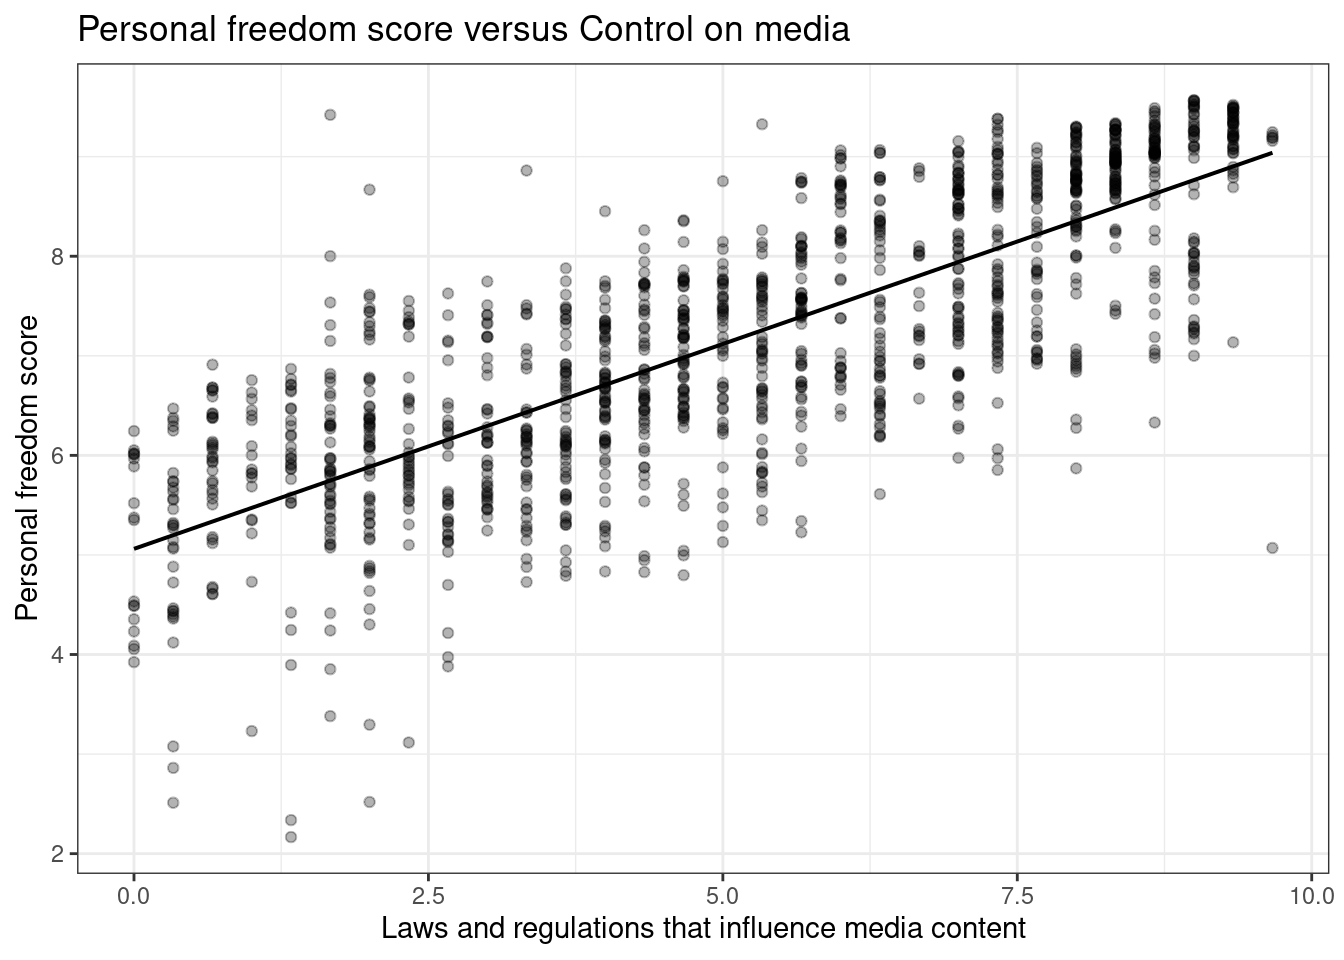 Personal freedom score versus Control on media
Personal freedom score
8
6
4
2
0.0 2.5 5.0 7.5 10.0
Laws and regulations that influence media content